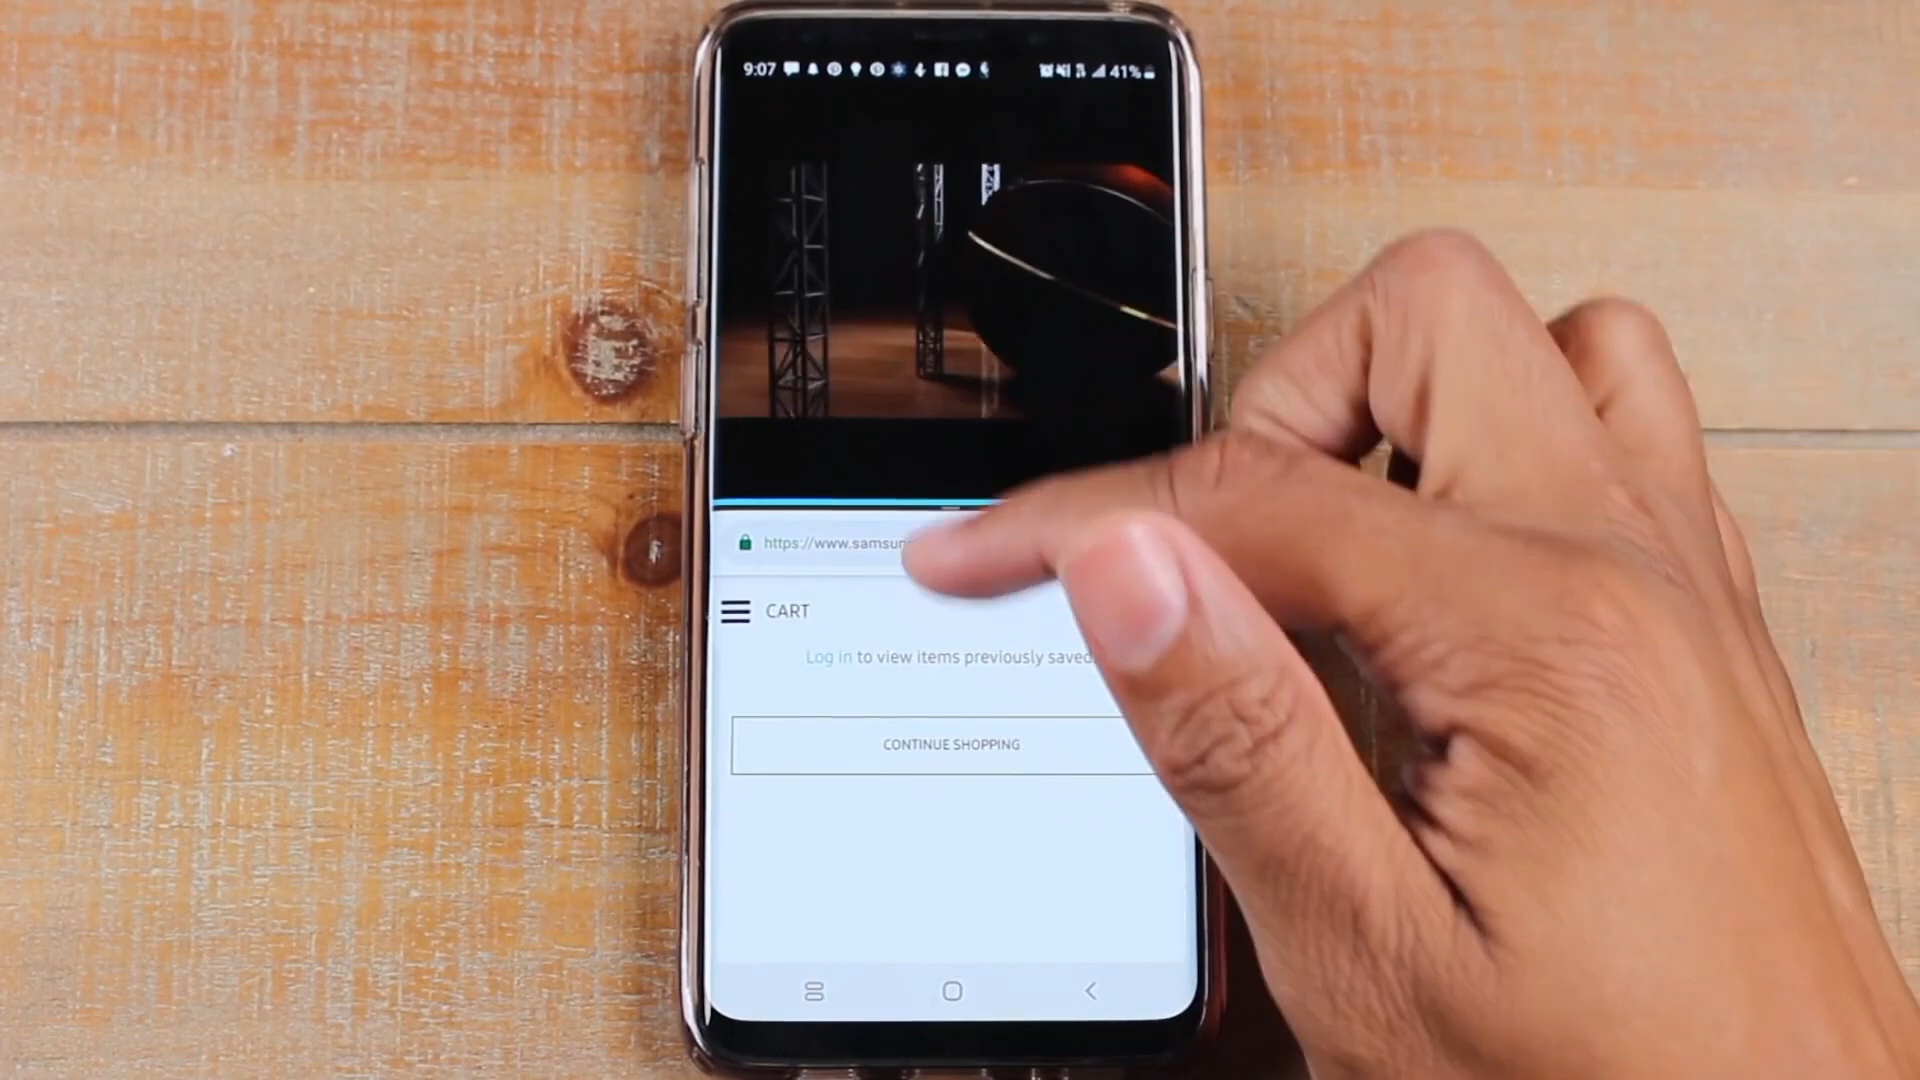 9:07
41%
https://www.samsun
CART
Log in to view items previously saved.
CONTINUE SHOPPING